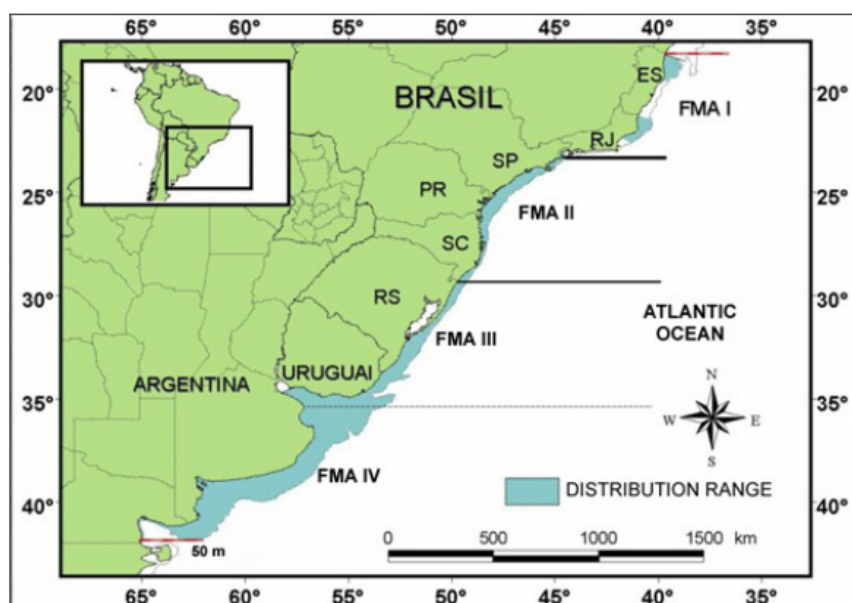 65° 60° 55° 50° 45° 40° 35°
20° 20°
25° 25°
30° 30°
35° 35°
40° 40°
65° 60° 55° 50° 45° 40° 35°
BRASIL
ES
FMA I
RJ
SP
PR
FMA II
SC
RS
ATLANTIC
OCEAN
FMA III
URUGUAI
ARGENTINA
N
W E
S
FMA IV
DISTRIBUTION RANGE
50 m
0 500 1000 1500 km